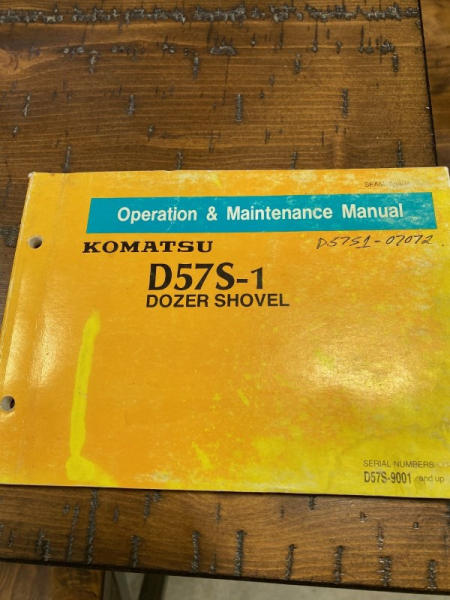 Operation & Maintenance Manual
KOMATSU
D57S1-07072
D57S-1
DOZER SHOVEL
SERIAL NUMBERS
D57S-9001 and up